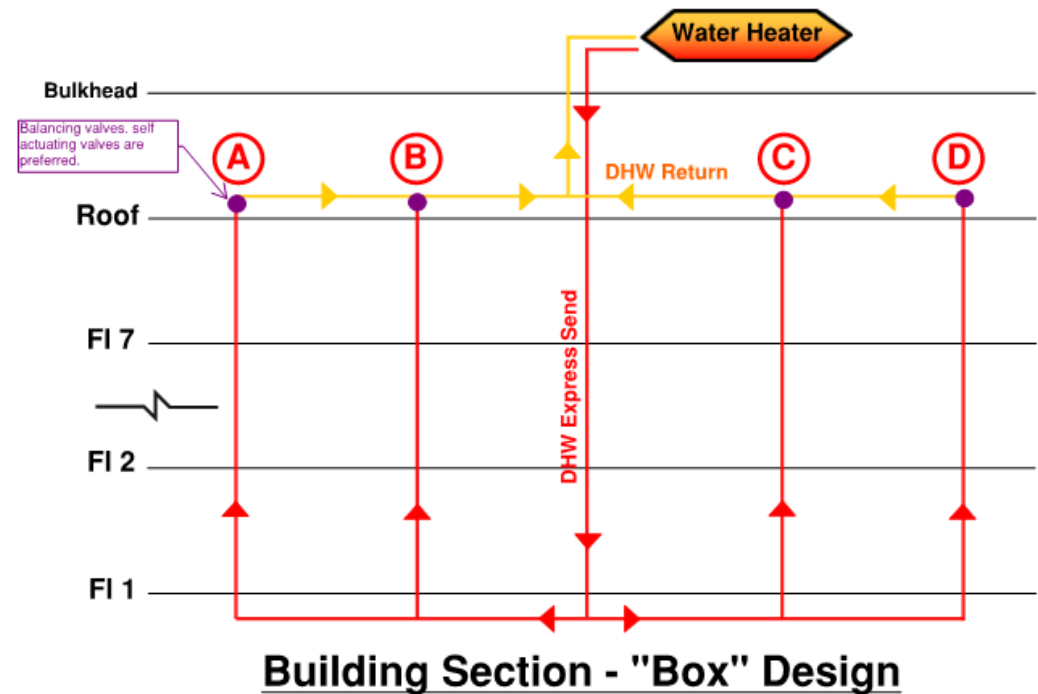 Water Heater
Bulkhead
Balancing valves. self
actuating valves are
preferred.
A
B
C
D
DHW Return
Roof
DHW Express Send
Fl 7
Fl 2
Fl 1
Building Section - "Box" Design